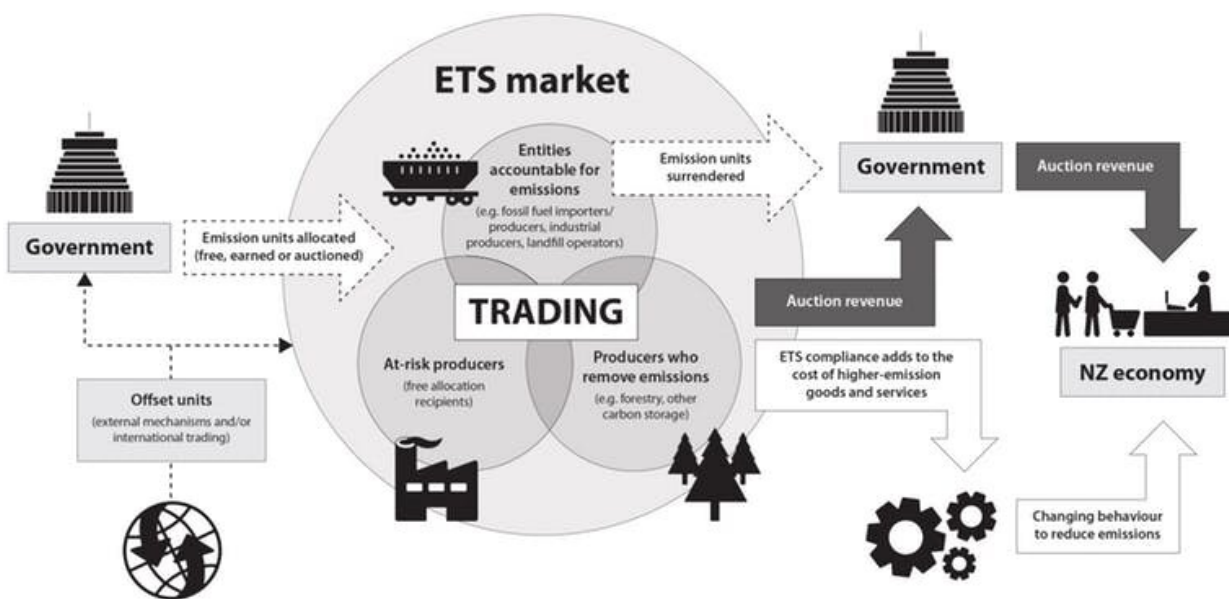 ETS market
Entities
accountable for
emissions
(e.g. fossil fuel importers/
producers, industrial
producers, landfill operators)
Emission units
surrendered
Government
Auction revenue
Government
Emission units allocated
(free, earned or auctioned)
TRADING
Auction revenue
At-risk producers
(free allocation
recipients)
Producers who
remove emissions
(e.g. forestry, other
carbon storage)
ETS compliance adds to the
cost of higher-emission
goods and services
NZ economy
Offset units
(external mechanisms and/or
international trading)
Changing behaviour
to reduce emissions